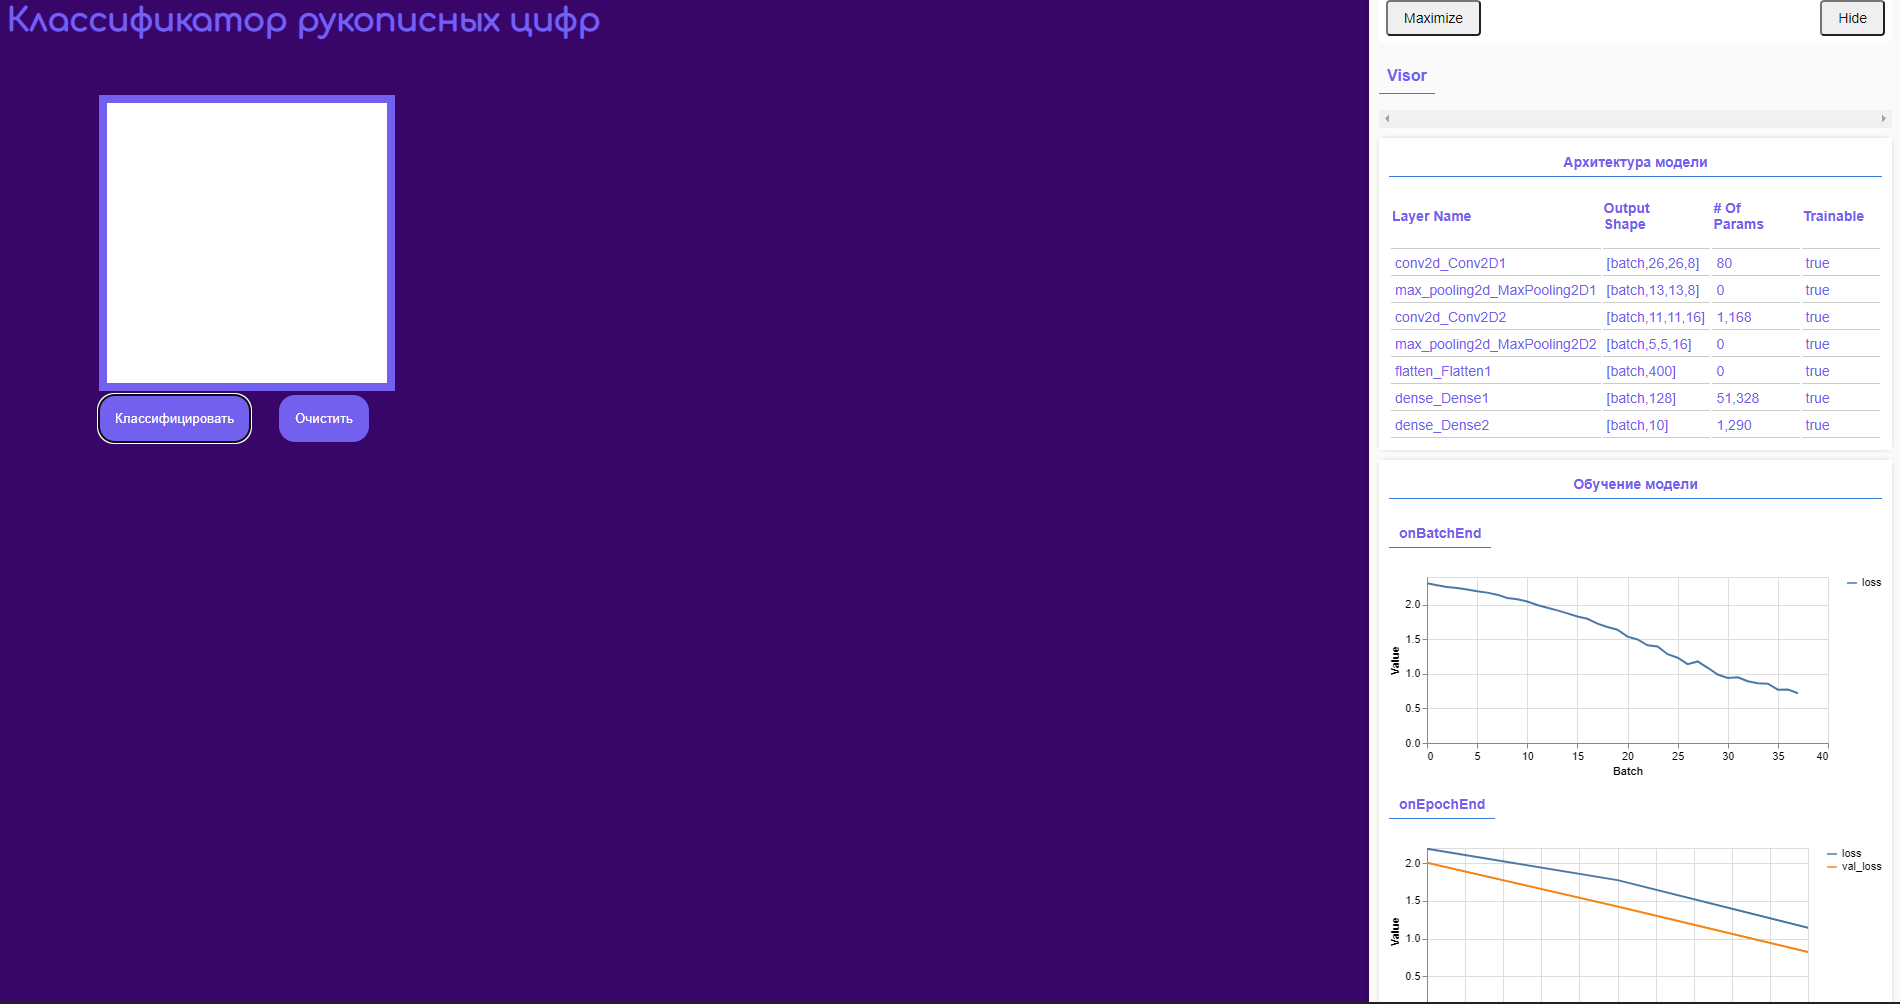 Классификатор рукописных цифр
Классифицировать
Очистить
Maximize
Hide
Visor
Архитектура модели
Layer Name Output Shape # Of Params Trainable
conv2d_Conv2D1 [batch,26,26,8] 80 true
max_pooling2d_MaxPooling2D1 [batch,13,13,8] 0 true
conv2d_Conv2D2 [batch,11,11,16] 1,168 true
max_pooling2d_MaxPooling2D2 [batch,5,5,16] 0 true
flatten_Flatten1 [batch,400] 0 true
dense_Dense1 [batch,128] 51,328 true
dense_Dense2 [batch,10] 1,290 true
Обучение модели
onBatchEnd
loss
2.0
1.5
1.0
0.5
0.0
Value
0 5 10 15 20 25 30 35 40
Batch
onEpochEnd
loss
val_loss
2.0
1.5
1.0
0.5
Value